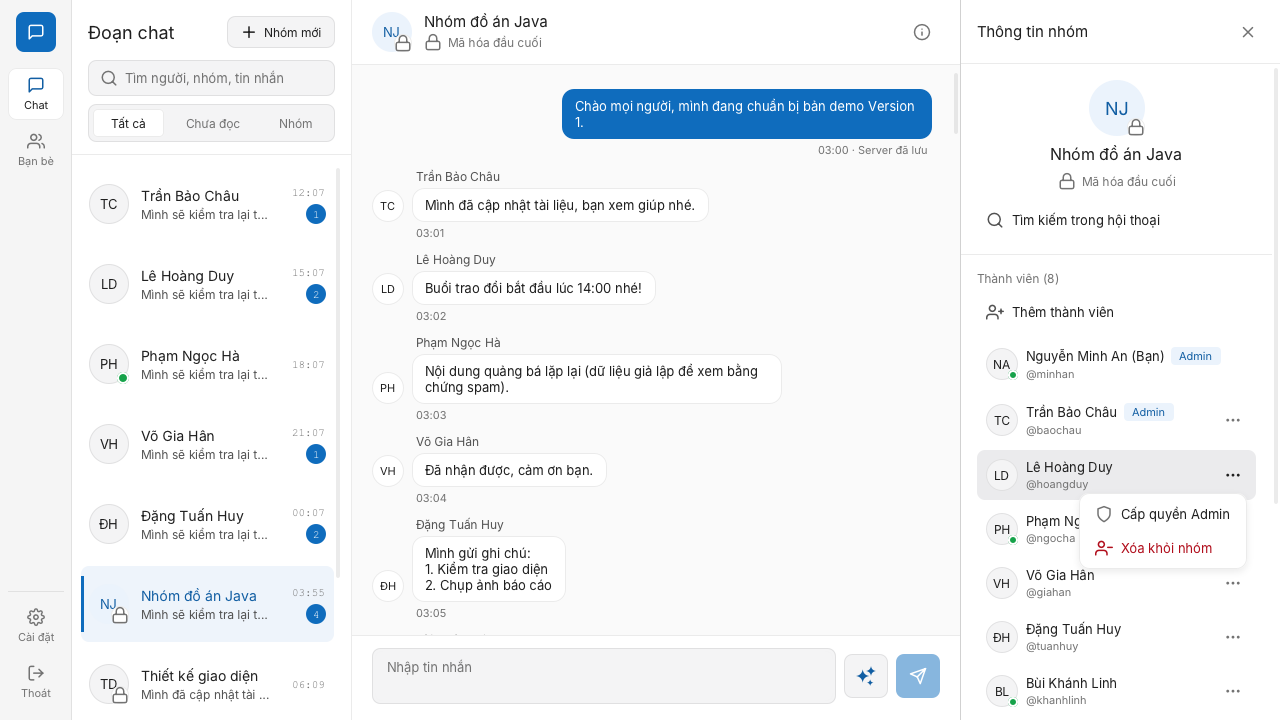 Chat
Bạn bè
Cài đặt
Thoát
Đoạn chat
Nhóm mới
Tìm người, nhóm, tin nhắn
Tất cả
Chưa đọc
Nhóm
TC
Trần Bảo Châu
12:07
Mình sẽ kiểm tra lại t...
1
LD
Lê Hoàng Duy
15:07
Mình sẽ kiểm tra lại t...
2
PH
Phạm Ngọc Hà
Mình sẽ kiểm tra lại t...
18:07
VH
Võ Gia Hân
21:07
Mình sẽ kiểm tra lại t...
1
ĐH
Đặng Tuấn Huy
00:07
Mình sẽ kiểm tra lại t...
2
NJ
Nhóm đồ án Java
03:55
Mình sẽ kiểm tra lại t...
4
TD
Thiết kế giao diện
Mình đã cập nhật tài ...
06:09
NJ
Nhóm đồ án Java
Mã hóa đầu cuối
Chào mọi người, mình đang chuẩn bị bản demo Version
1.
03:00 · Server đã lưu
Trần Bảo Châu
TC
Mình đã cập nhật tài liệu, bạn xem giúp nhé.
03:01
Lê Hoàng Duy
LD
Buổi trao đổi bắt đầu lúc 14:00 nhé!
03:02
Phạm Ngọc Hà
PH
Nội dung quảng bá lặp lại (dữ liệu giả lập để xem bằng
chứng spam).
03:03
Võ Gia Hân
VH
Đã nhận được, cảm ơn bạn.
03:04
Đặng Tuấn Huy
ĐH
Mình gửi ghi chú:
1. Kiểm tra giao diện
2. Chụp ảnh báo cáo
03:05
Nhập tin nhắn
Thông tin nhóm
NJ
Nhóm đồ án Java
Mã hóa đầu cuối
Tìm kiếm trong hội thoại
Thành viên (8)
Thêm thành viên
NA
Nguyễn Minh An (Bạn)
Admin
@minhan
TC
Trần Bảo Châu
Admin
@baochau
LD
Lê Hoàng Duy
@hoangduy
Cấp quyền Admin
Xóa khỏi nhóm
PH
Phạm Ng
@ngocha
VH
Võ Gia Hân
@giahan
ĐH
Đặng Tuấn Huy
@tuanhuy
BL
Bùi Khánh Linh
@khanhlinh